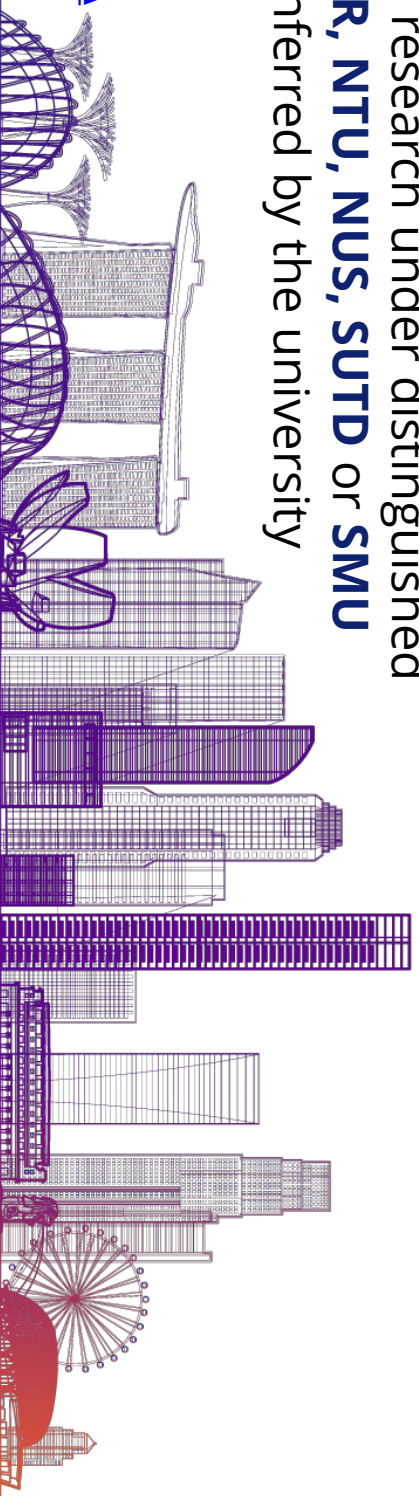 research under distinguished
R, NTU, NUS, SUTD or SMU
nferred by the university